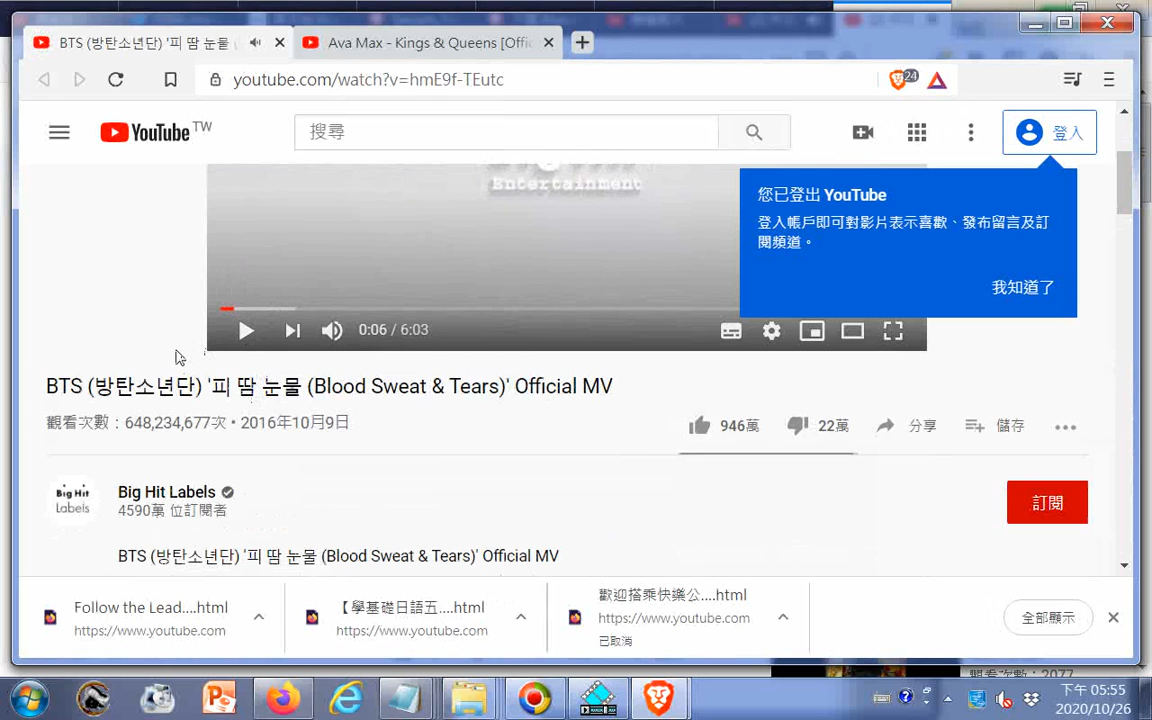 BTS (방탄소년단) '피 땀 눈물
Ava Max - Kings & Queens [Offi
youtube.com/watch?v=hmE9f-TEutc
24
YouTube TW
搜尋
登入
Entertainment
您已登出 YouTube
登入帳戶即可對影片表示喜歡、發布留言及訂
閱頻道。
我知道了
0:06 / 6:03
BTS (방탄소년단) '피 땀 눈물 (Blood Sweat & Tears)' Official MV
觀看次數：648,234,677次 • 2016年10月9日
946萬
22萬
分享
儲存
Big Hit
Labels
Big Hit Labels
4590萬 位訂閱者
訂閱
BTS (방탄소년단) '피 땀 눈물 (Blood Sweat & Tears)' Official MV
Follow the Lead....html
https://www.youtube.com
【學基礎日語五....html
https://www.youtube.com
歡迎搭乘快樂公....html
https://www.youtube.com
已取消
全部顯示
觀看次數：2077
下午 05:55
2020/10/26